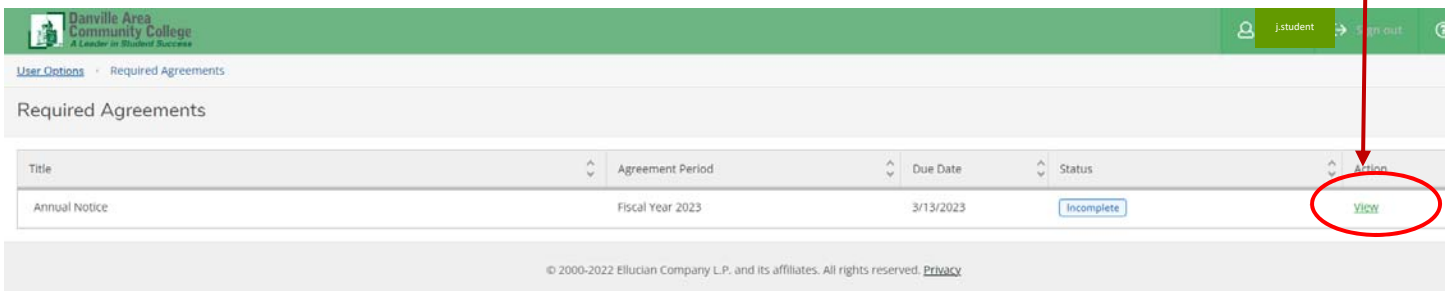 Danville Area
Community College
A Leader in Student Success
j.student
Sign out
User Options · Required Agreements
Required Agreements
Title Agreement Period Due Date Status Action
Annual Notice Fiscal Year 2023 3/13/2023 Incomplete View
© 2000-2022 Ellucian Company L.P. and its affiliates. All rights reserved. Privacy